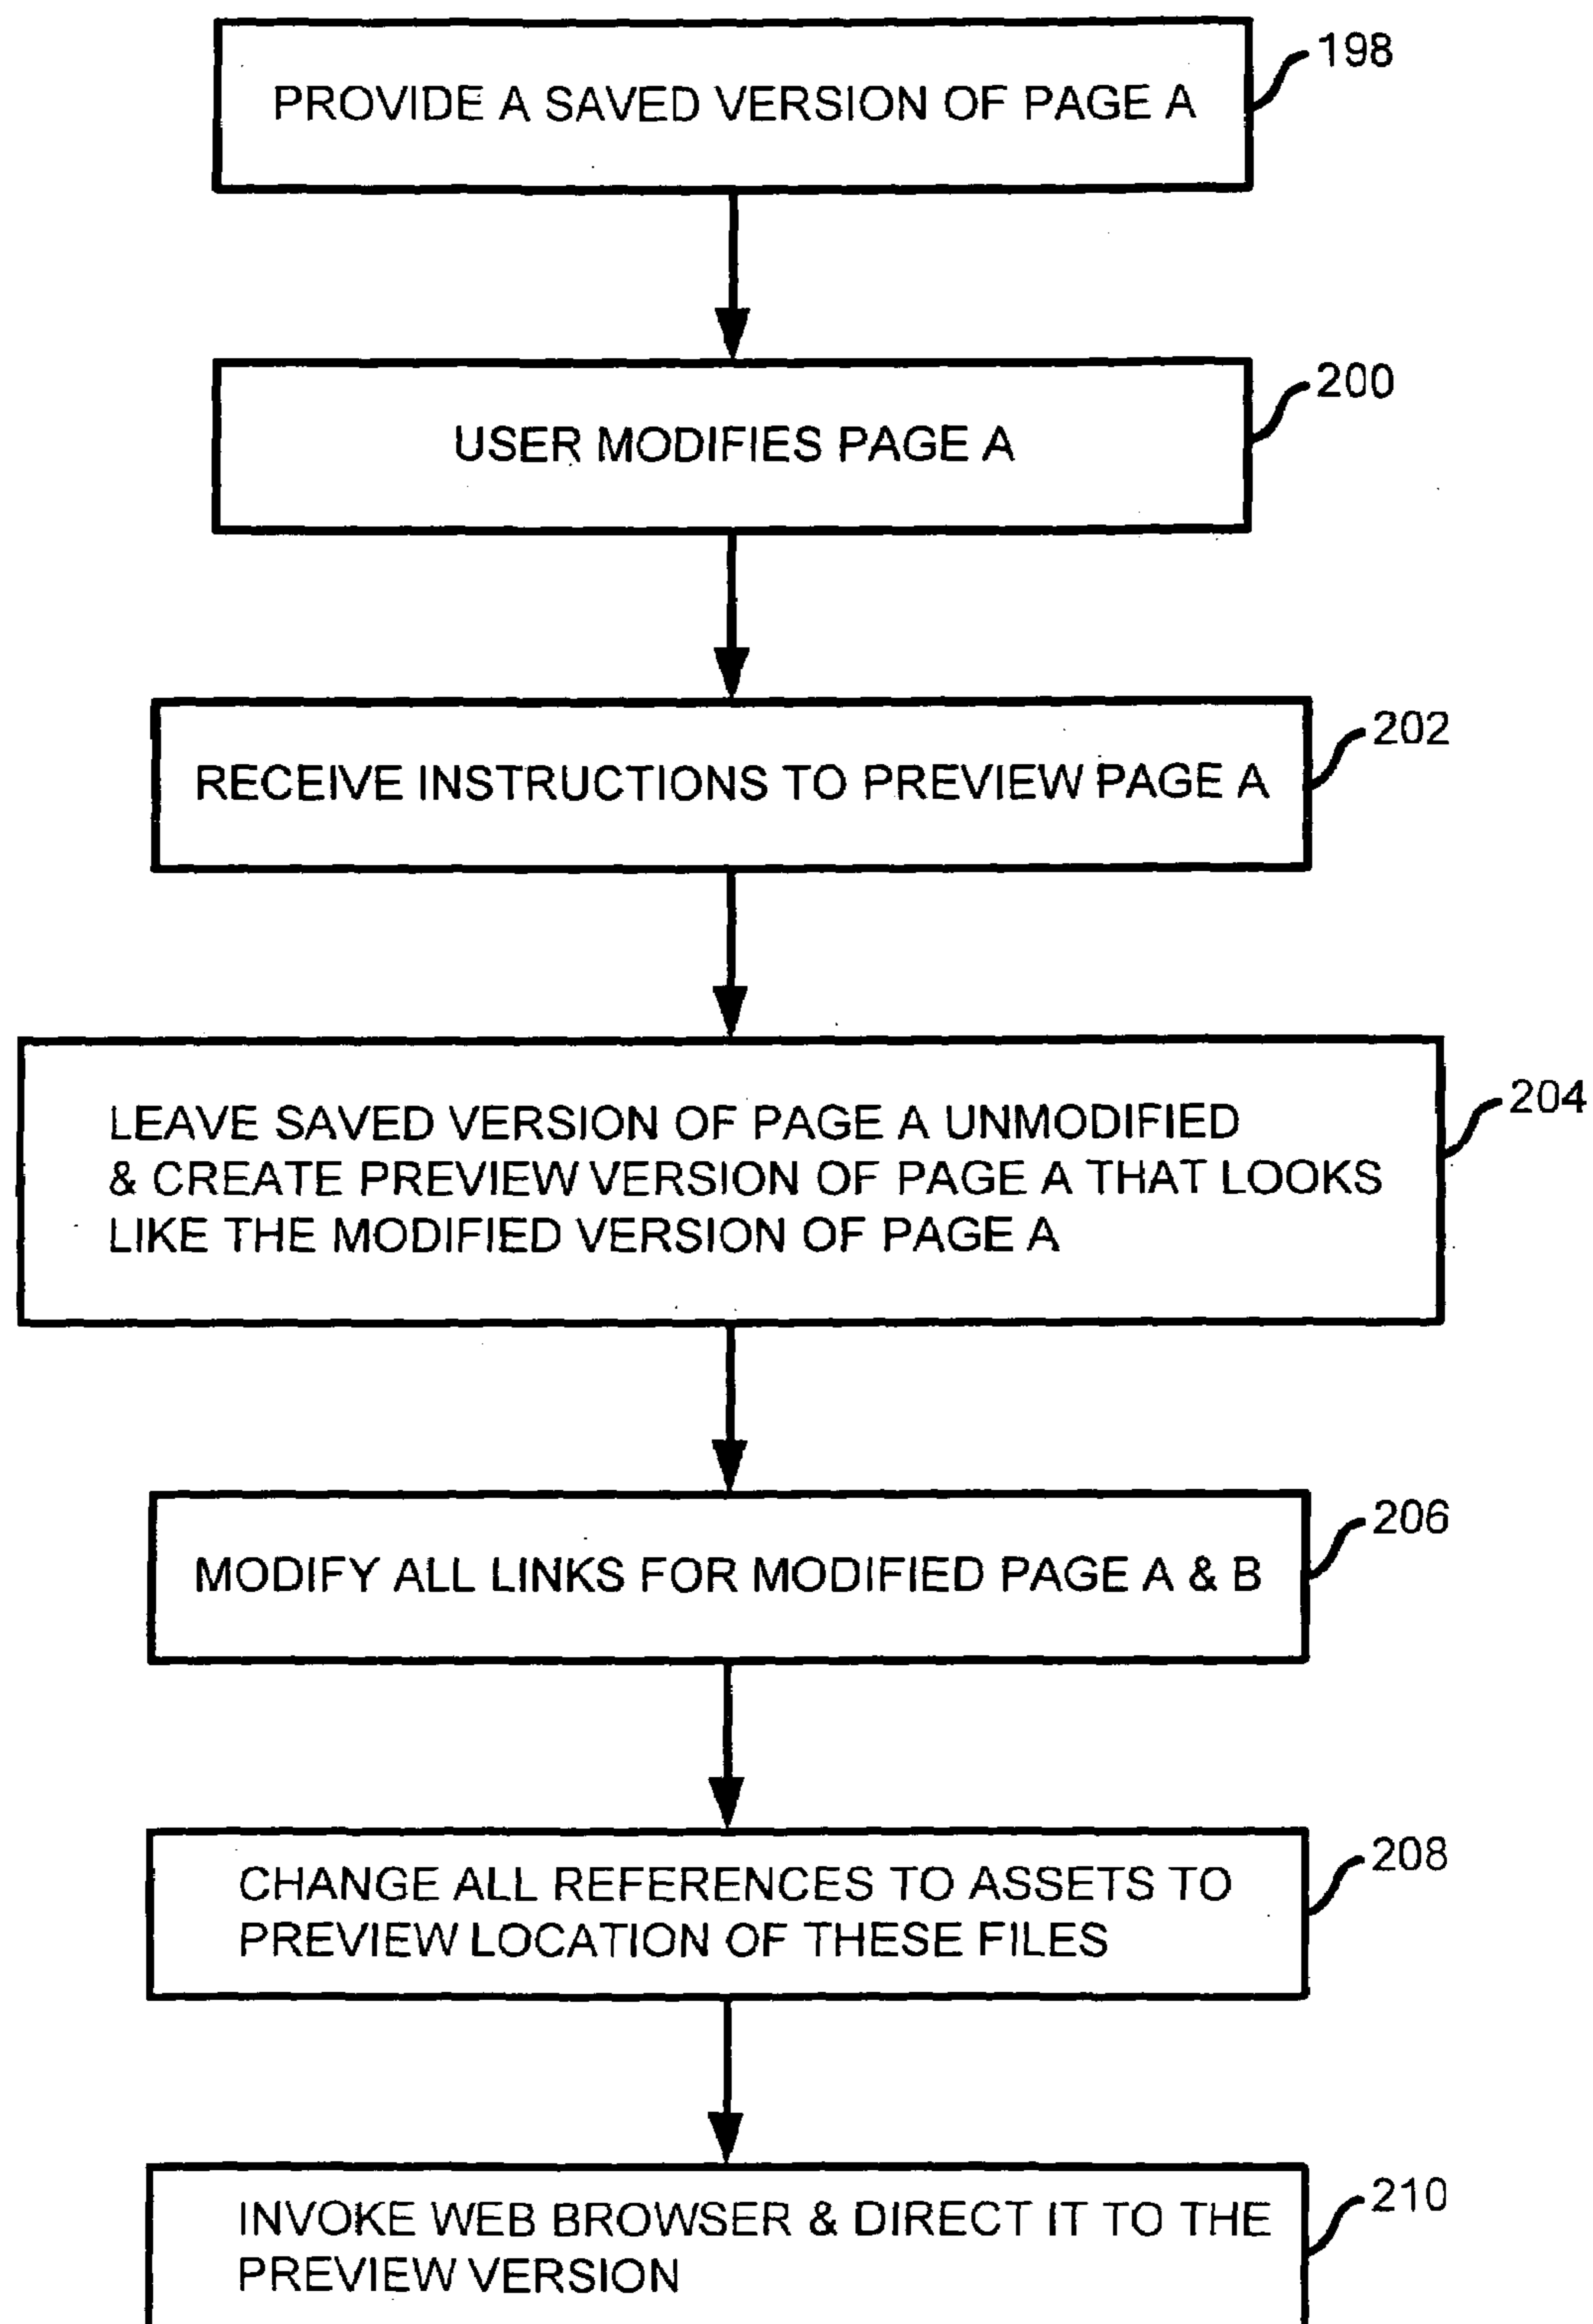 PROVIDE A SAVED VERSION OF PAGE A
198
USER MODIFIES PAGE A
200
RECEIVE INSTRUCTIONS TO PREVIEW PAGE A
202
LEAVE SAVED VERSION OF PAGE A UNMODIFIED
& CREATE PREVIEW VERSION OF PAGE A THAT LOOKS
LIKE THE MODIFIED VERSION OF PAGE A
204
MODIFY ALL LINKS FOR MODIFIED PAGE A & B
206
CHANGE ALL REFERENCES TO ASSETS TO
PREVIEW LOCATION OF THESE FILES
208
INVOKE WEB BROWSER & DIRECT IT TO THE
PREVIEW VERSION
210